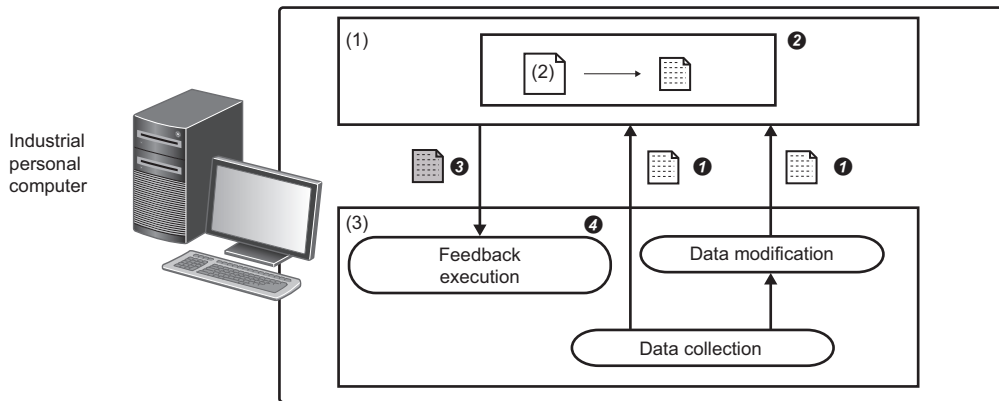 Industrial
personal
computer
(1)
❷
(2)
❸
❶
❶
(3)
❹
Feedback
execution
Data modification
Data collection